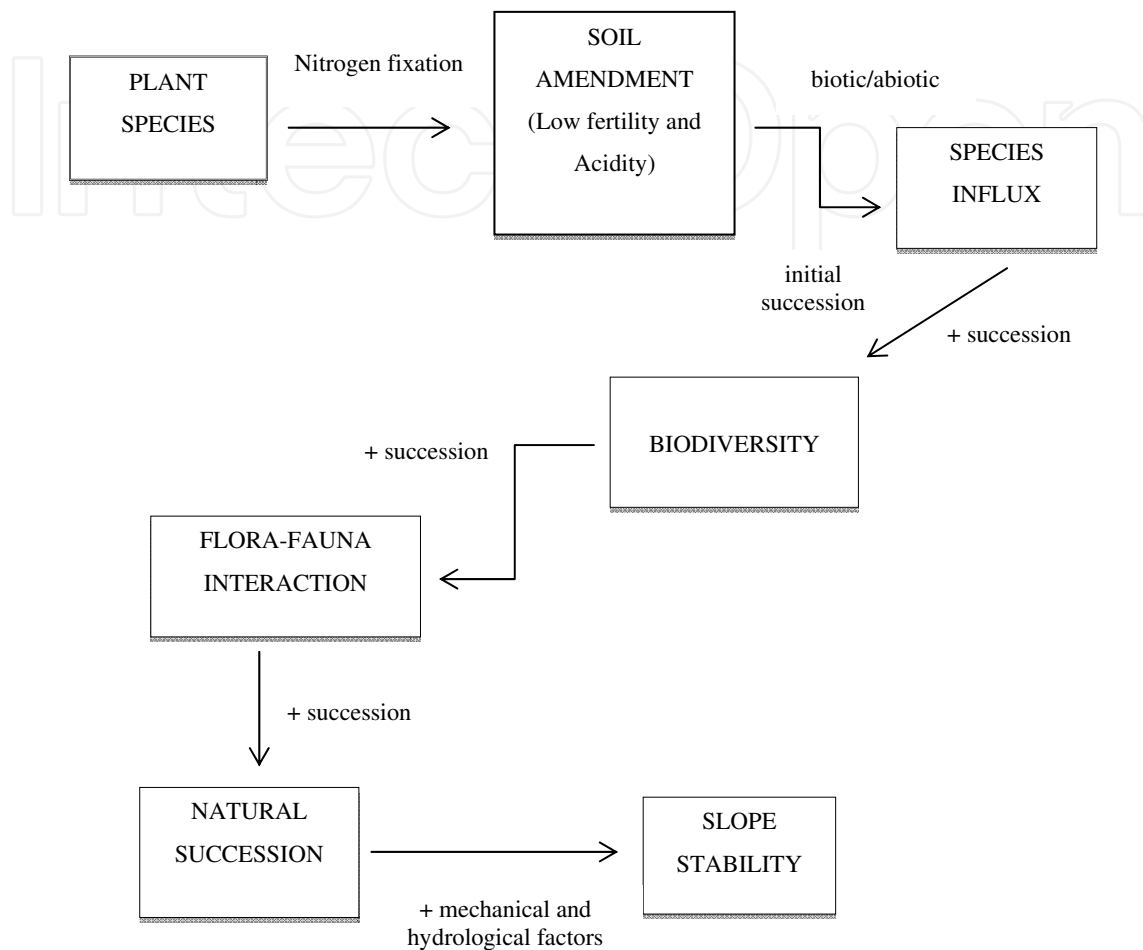 PLANT
SPECIES
Nitrogen fixation
SOIL
AMENDMENT
(Low fertility and
Acidity)
biotic/abiotic
SPECIES
INFLUX
initial
succession
+ succession
BIODIVERSITY
+ succession
FLORA-FAUNA
INTERACTION
+ succession
NATURAL
SUCCESSION
+ mechanical and
hydrological factors
SLOPE
STABILITY
IntechOpen